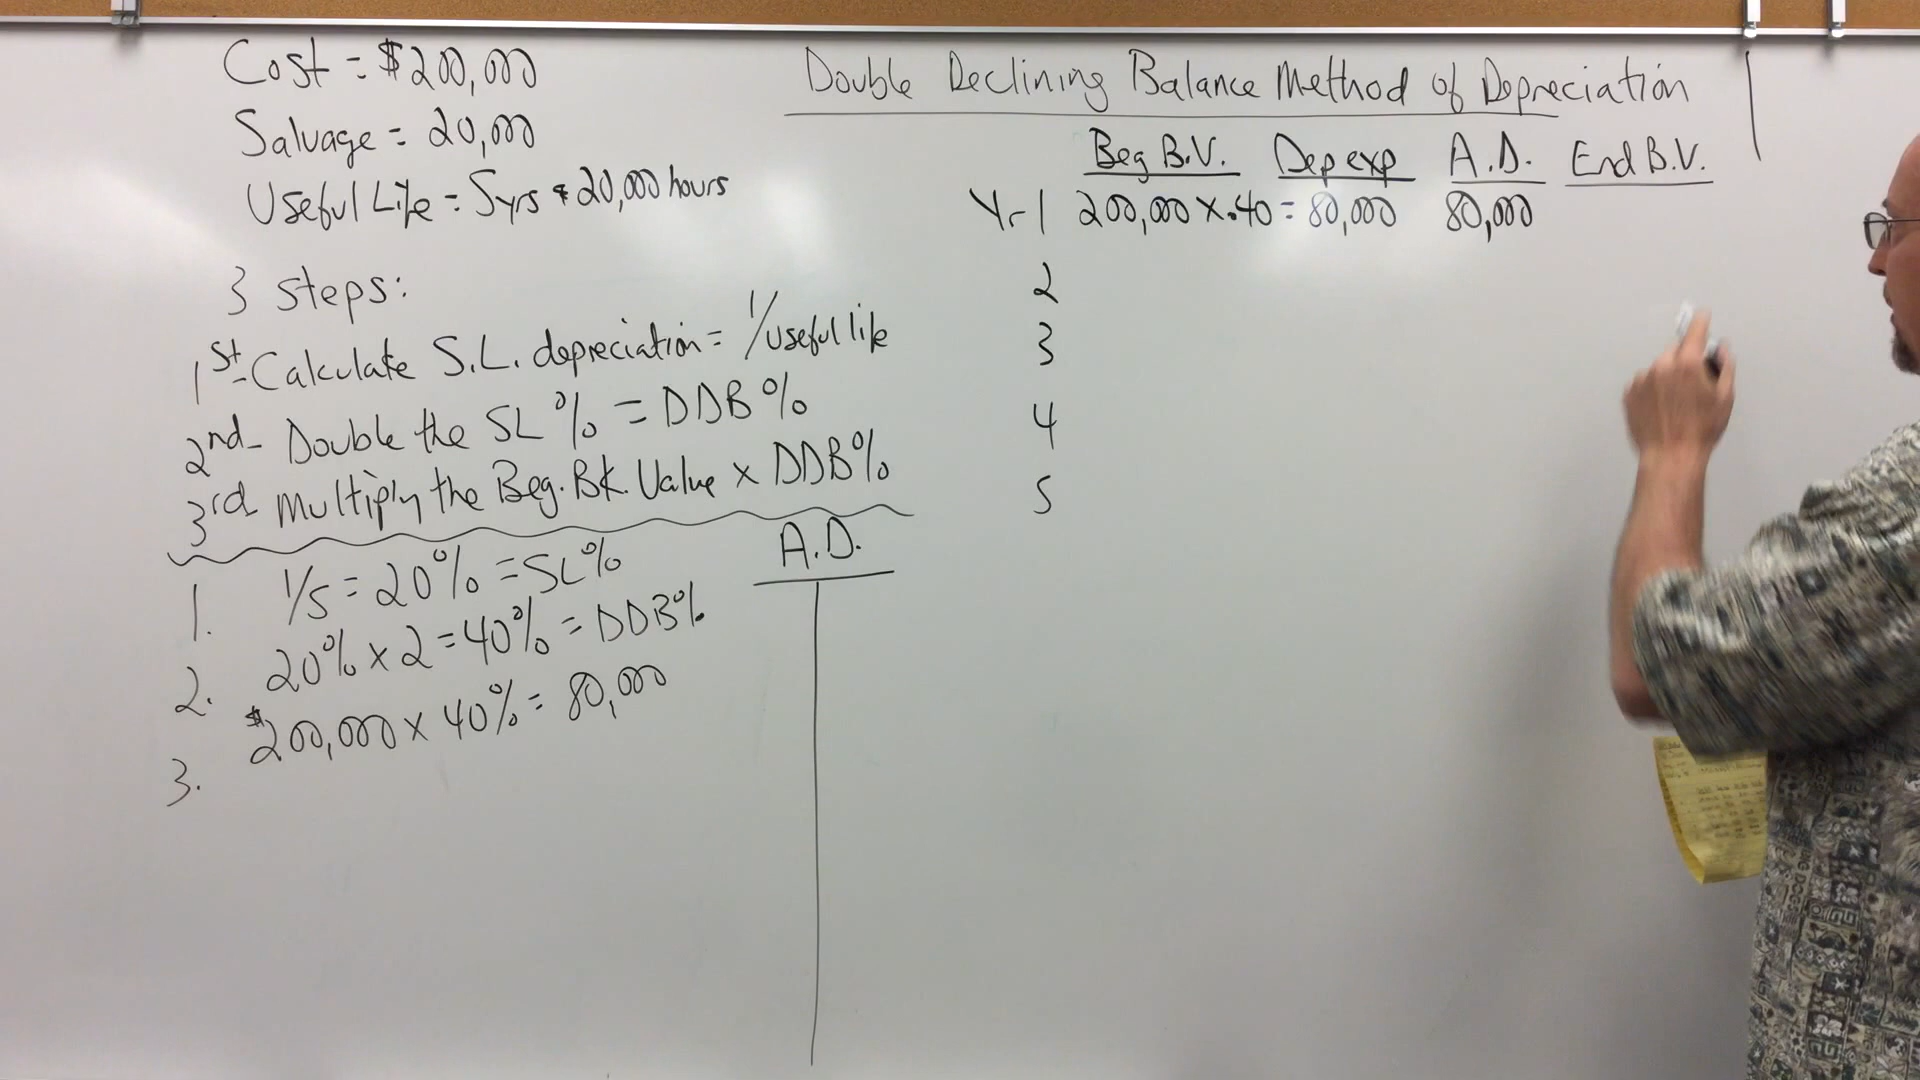 Cost = $200,000
Salvage = 20,000
Useful Life = 5yrs & 20,000 hours
3 steps:
1st - Calculate S.L. depreciation = 1/useful life
2nd - Double the SL % = DDB %
3rd Multiply the Beg. Bk. Value x DDB%
1. 1/5 = 20% = SL%
2. 20% x 2 = 40% = DDB%
3. $200,000 x 40% = 80,000
A.D.
Double Declining Balance Method of Depreciation
Beg B.V. Dep exp A.D. End B.V.
Yr 1 200,000 x .40 = 80,000 80,000
2
3
4
5